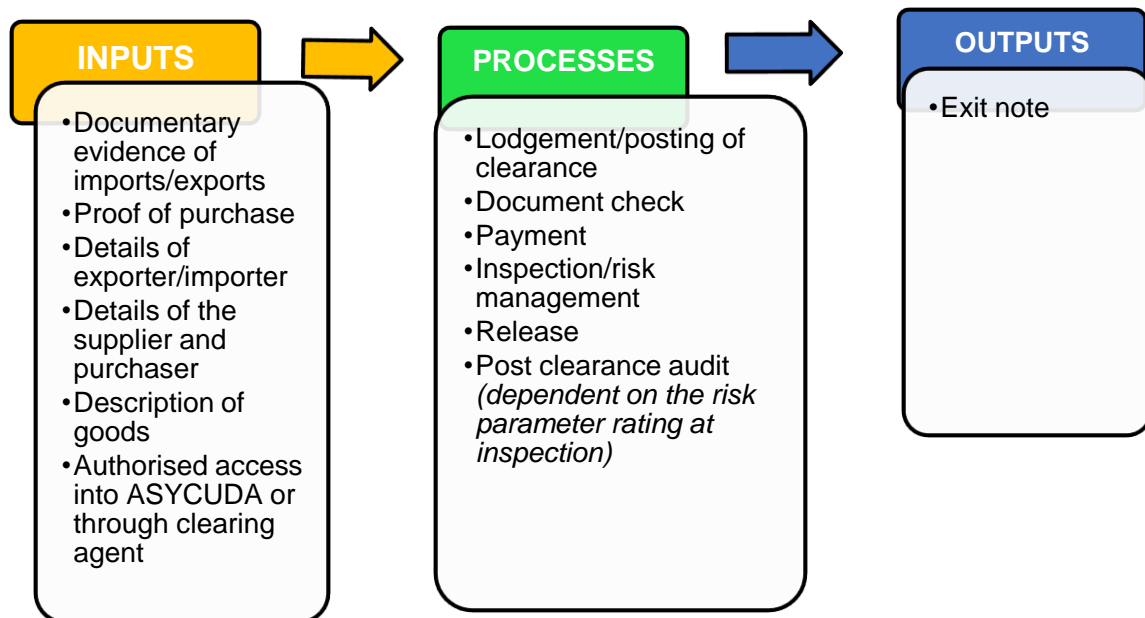 INPUTS
•Documentary
evidence of
imports/exports
•Proof of purchase
•Details of
exporter/importer
•Details of the
supplier and
purchaser
•Description of
goods
•Authorised access
into ASYCUDA or
through clearing
agent
PROCESSES
•Lodgement/posting of
clearance
•Document check
•Payment
•Inspection/risk
management
•Release
•Post clearance audit
(dependent on the risk
parameter rating at
inspection)
OUTPUTS
•Exit note